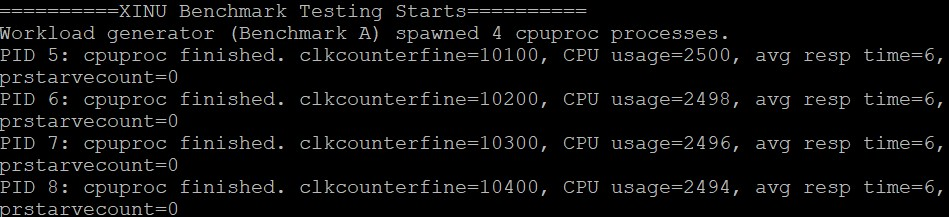 ==========XINU Benchmark Testing Starts==========
Workload generator (Benchmark A) spawned 4 cpuproc processes.
PID 5: cpuproc finished. clkcounterfine=10100, CPU usage=2500, avg resp time=6,
prstarvecount=0
PID 6: cpuproc finished. clkcounterfine=10200, CPU usage=2498, avg resp time=6,
prstarvecount=0
PID 7: cpuproc finished. clkcounterfine=10300, CPU usage=2496, avg resp time=6,
prstarvecount=0
PID 8: cpuproc finished. clkcounterfine=10400, CPU usage=2494, avg resp time=6,
prstarvecount=0